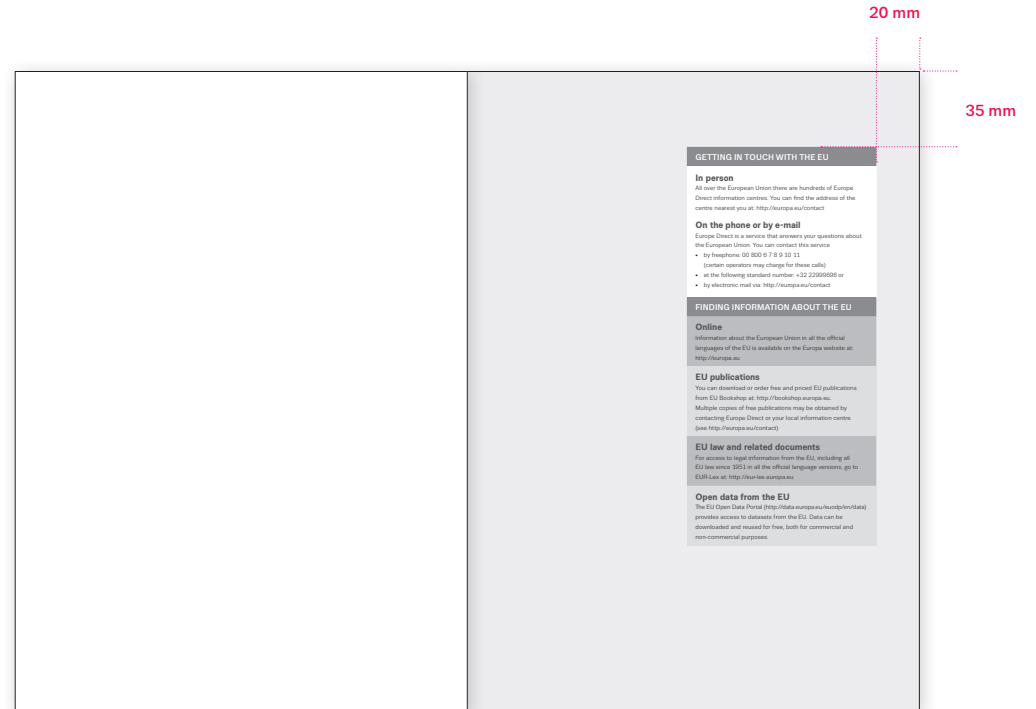 20 mm
35 mm
GETTING IN TOUCH WITH THE EU
In person
All over the European Union there are hundreds of Europe
Direct information centres. You can find the address of the
centre nearest you at: http://europa.eu/contact
On the phone or by e-mail
Europe Direct is a service that answers your questions about
the European Union. You can contact this service
• by freephone: 00 800 6 7 8 9 10 11
(certain operators may charge for these calls)
• at the following standard number: +32 22999696 or
• by electronic mail via: http://europa.eu/contact
FINDING INFORMATION ABOUT THE EU
Online
Information about the European Union in all the official
languages of the EU is available on the Europa website at:
http://europa.eu
EU publications
You can download or order free and priced EU publications
from EU Bookshop at: http://bookshop.europa.eu.
Multiple copies of free publications may be obtained by
contacting Europe Direct or your local information centre
(see http://europa.eu/contact)
EU law and related documents
For access to legal information from the EU, including all
EU law since 1951 in all the official language versions, go to
EUR-Lex at: http://eur-lex.europa.eu
Open data from the EU
The EU Open Data Portal (http://data.europa.eu/euodp/en/data)
provides access to datasets from the EU. Data can be
downloaded and reused for free, both for commercial and
non-commercial purposes.